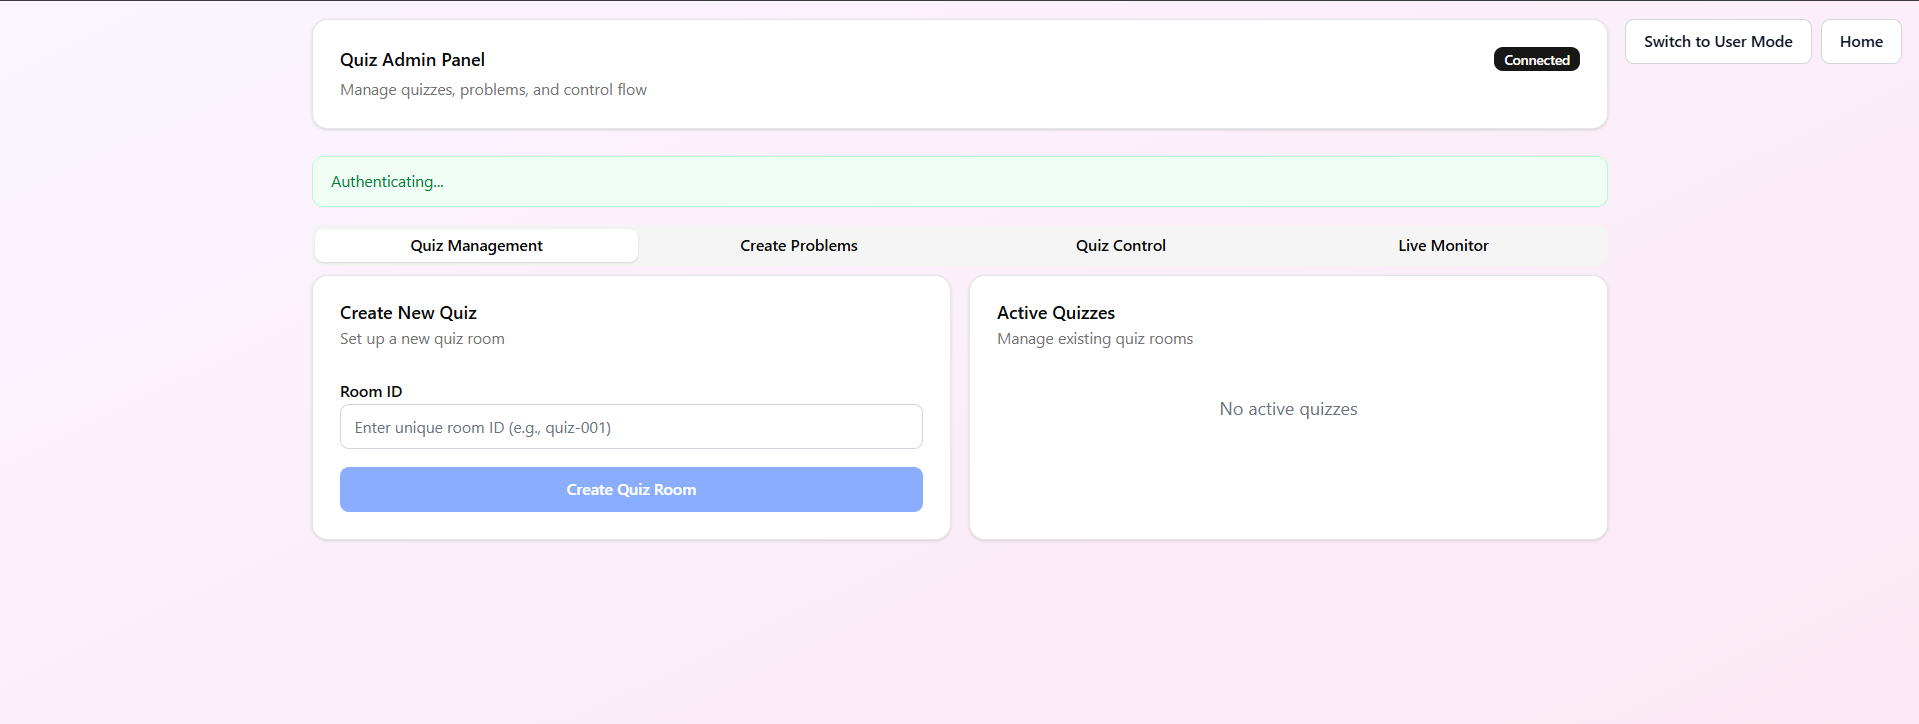 Quiz Admin Panel
Manage quizzes, problems, and control flow
Connected
Switch to User Mode
Home
Authenticating...
Quiz Management
Create Problems
Quiz Control
Live Monitor
Create New Quiz
Set up a new quiz room
Room ID
Enter unique room ID (e.g., quiz-001)
Create Quiz Room
Active Quizzes
Manage existing quiz rooms
No active quizzes